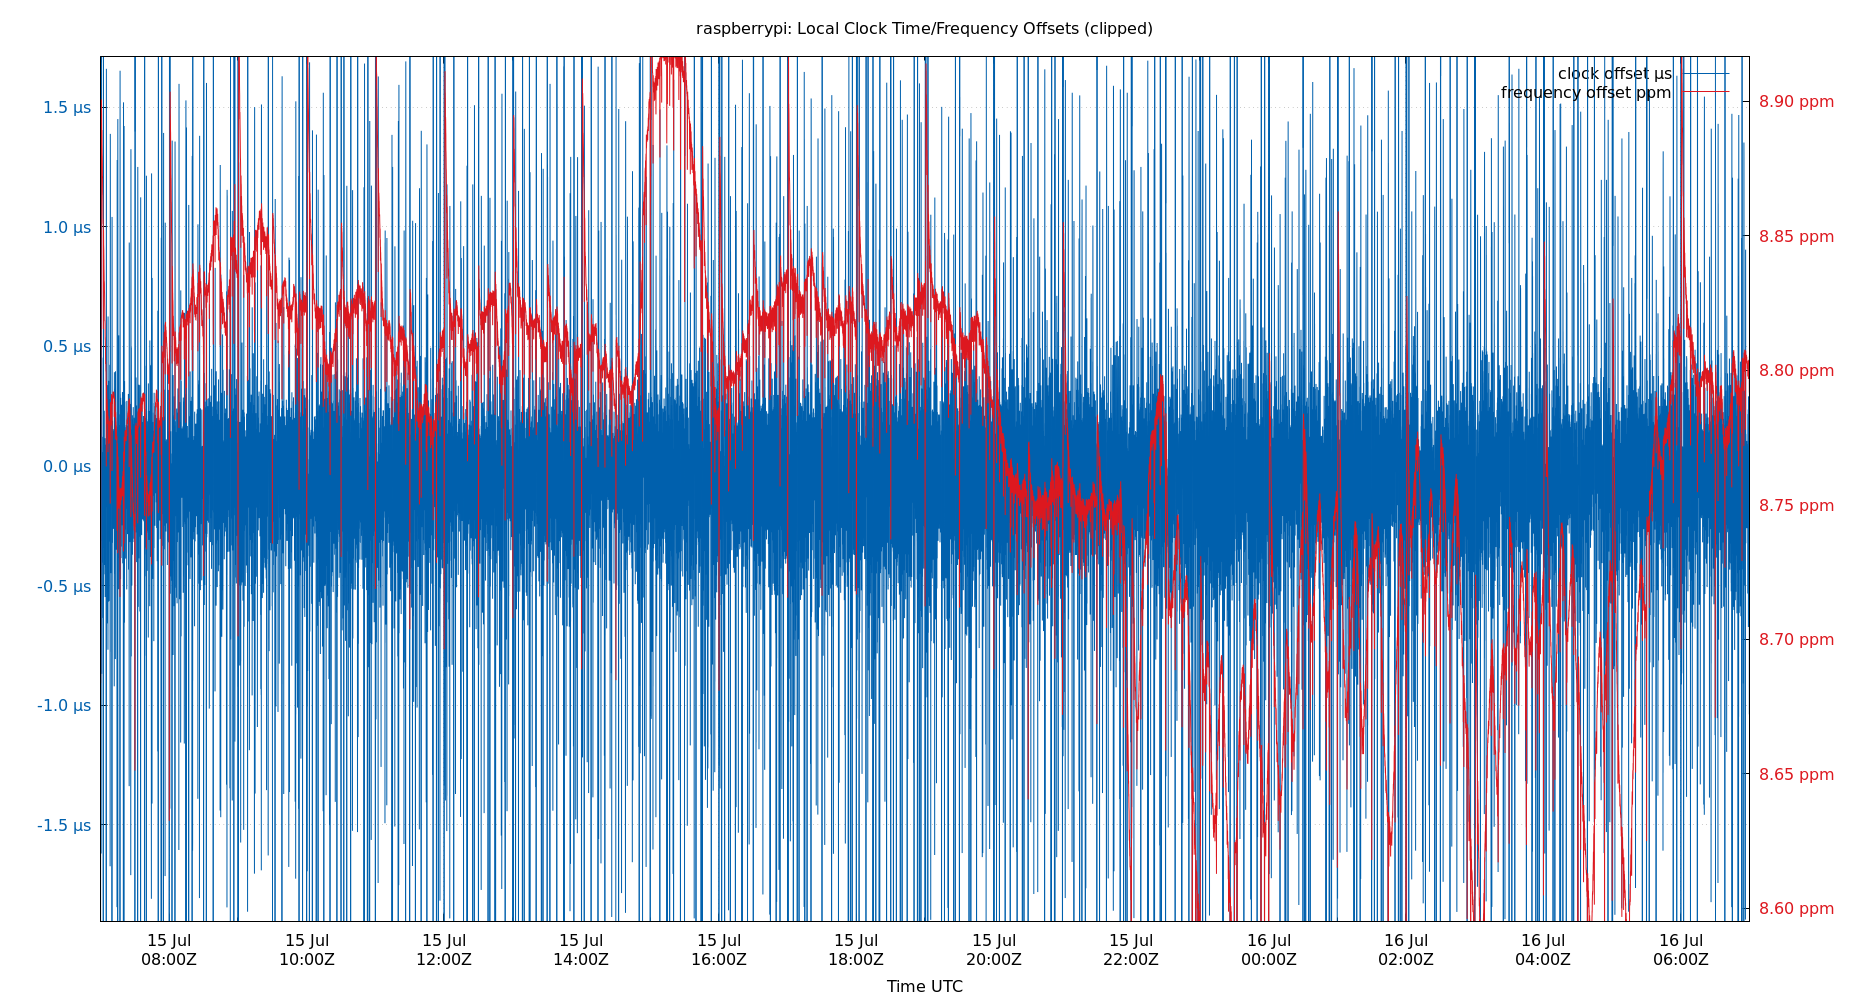 raspberrypi: Local Clock Time/Frequency Offsets (clipped)
clock offset µs
frequency offset ppm
1.5 µs
1.0 µs
0.5 µs
0.0 µs
-0.5 µs
-1.0 µs
-1.5 µs
8.90 ppm
8.85 ppm
8.80 ppm
8.75 ppm
8.70 ppm
8.65 ppm
8.60 ppm
15 Jul 15 Jul 15 Jul 15 Jul 15 Jul 15 Jul 15 Jul 15 Jul 16 Jul 16 Jul 16 Jul 16 Jul
08:00Z 10:00Z 12:00Z 14:00Z 16:00Z 18:00Z 20:00Z 22:00Z 00:00Z 02:00Z 04:00Z 06:00Z
Time UTC